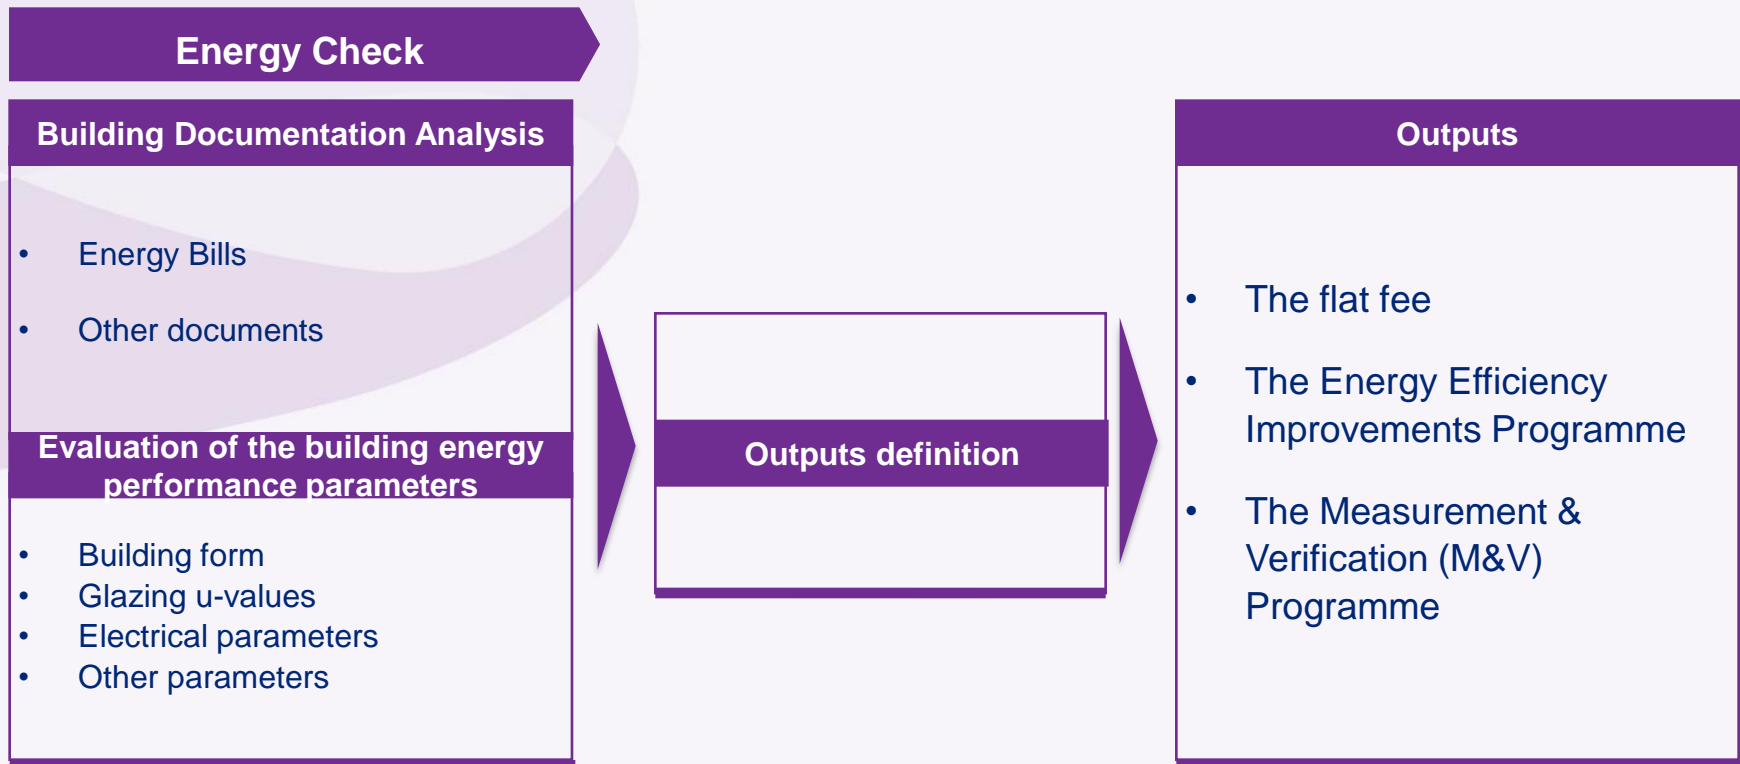 Energy Check
Building Documentation Analysis
• Energy Bills
• Other documents
Evaluation of the building energy
performance parameters
• Building form
• Glazing u-values
• Electrical parameters
• Other parameters
Outputs definition
Outputs
• The flat fee
• The Energy Efficiency
Improvements Programme
• The Measurement &
Verification (M&V)
Programme